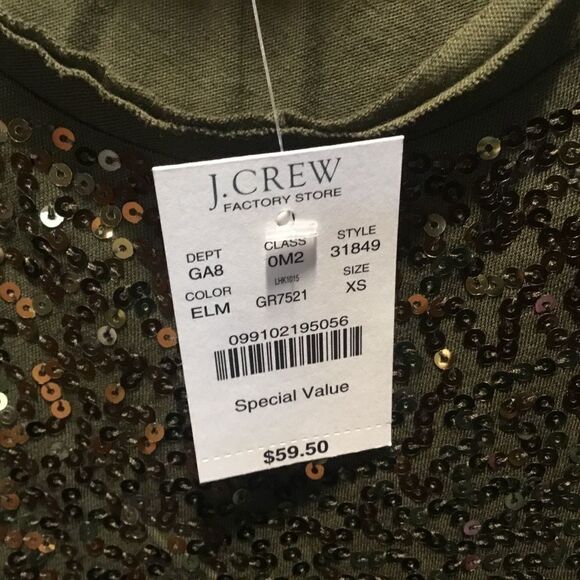 J.CREW
FACTORY STORE
DEPT CLASS STYLE
GA8 0M2 31849
LHK1015
COLOR SIZE
ELM GR7521 XS
099102195056
Special Value
$59.50